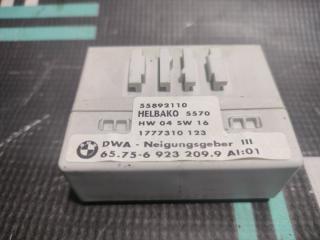 55892110
HELBAKO 5570
HW 04 SW 16
1777310 123
DWA - Neigungsgeber III
65.75-6 923 209.9 AI:01